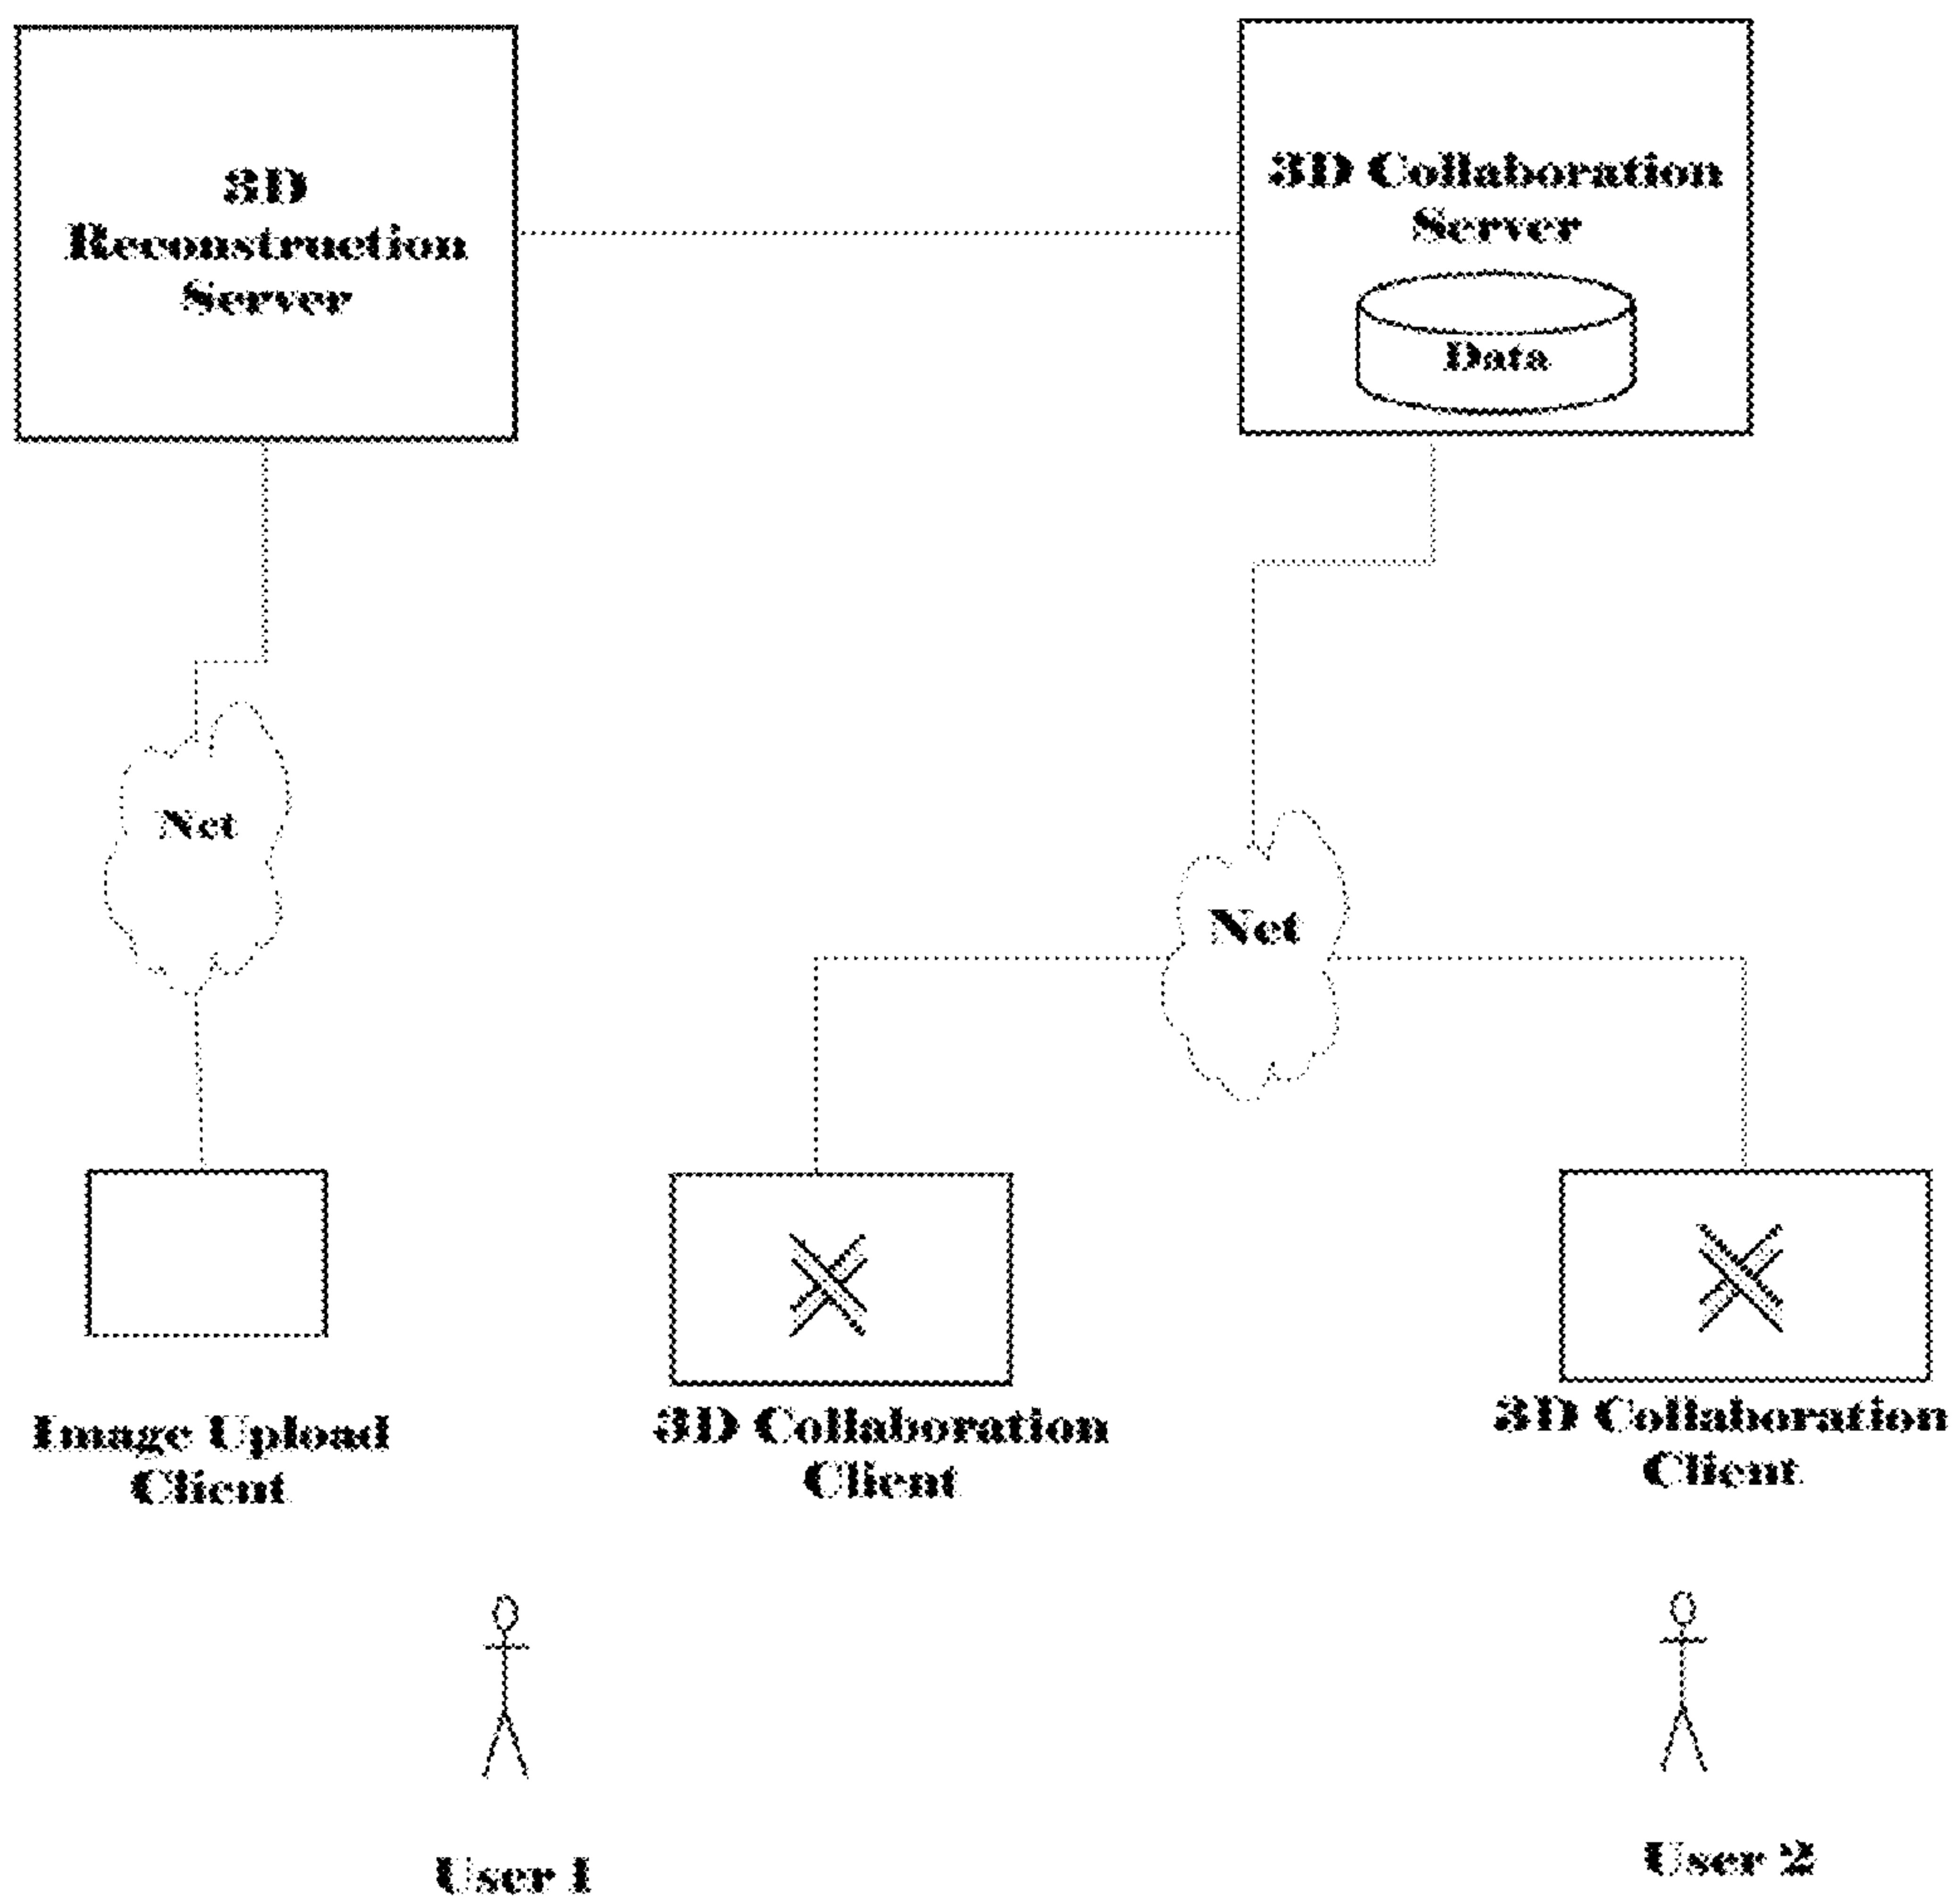 3D
Reconstruction
Server
3D Collaboration
Server
Data
Net
Net
Image Upload
Client
3D Collaboration
Client
3D Collaboration
Client
User 1
User 2